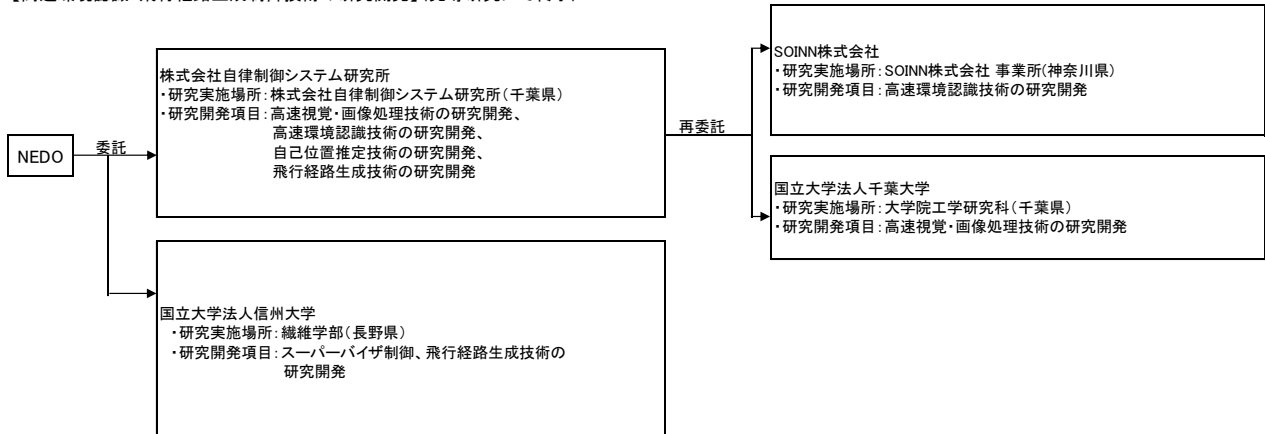 NEDO
委託
株式会社自律制御システム研究所
・研究実施場所：株式会社自律制御システム研究所（千葉県）
・研究開発項目：高速視覚・画像処理技術の研究開発、
高速環境認識技術の研究開発、
自己位置推定技術の研究開発、
飛行経路生成技術の研究開発
再委託
SOINN株式会社
・研究実施場所：SOINN株式会社 事業所（神奈川県）
・研究開発項目：高速環境認識技術の研究開発
国立大学法人千葉大学
・研究実施場所：大学院工学研究科（千葉県）
・研究開発項目：高速視覚・画像処理技術の研究開発
国立大学法人信州大学
・研究実施場所：繊維学部（長野県）
・研究開発項目：スーパーバイザ制御、飛行経路生成技術の
研究開発